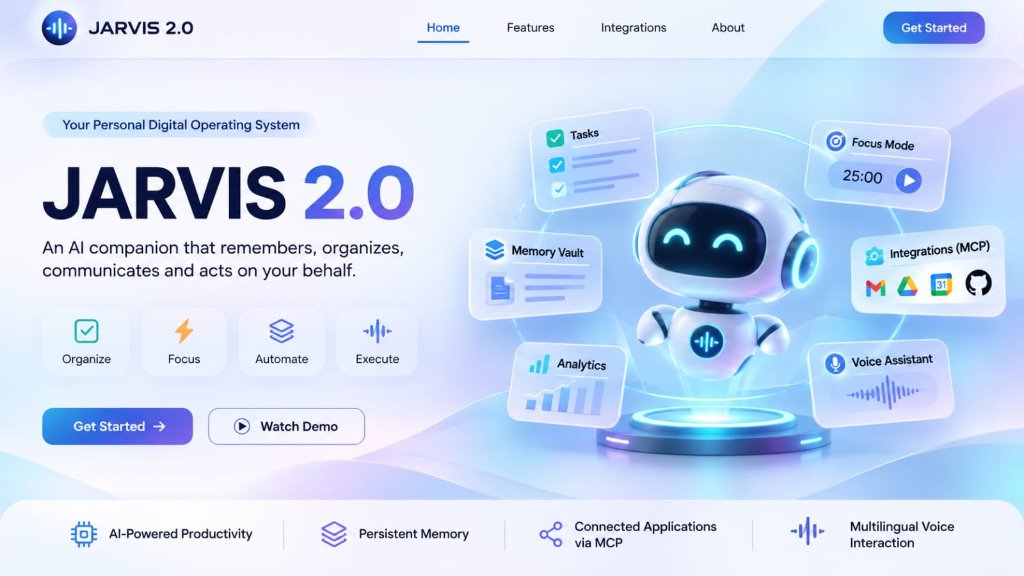 JARVIS 2.0
Home
Features
Integrations
About
Get Started
Your Personal Digital Operating System
JARVIS 2.0
An AI companion that remembers, organizes,
communicates and acts on your behalf.
Organize
Focus
Automate
Execute
Get Started →
Watch Demo
Tasks
Focus Mode
25:00
Memory Vault
Integrations (MCP)
31
Analytics
Voice Assistant
AI-Powered Productivity
Persistent Memory
Connected Applications
via MCP
Multilingual Voice
Interaction